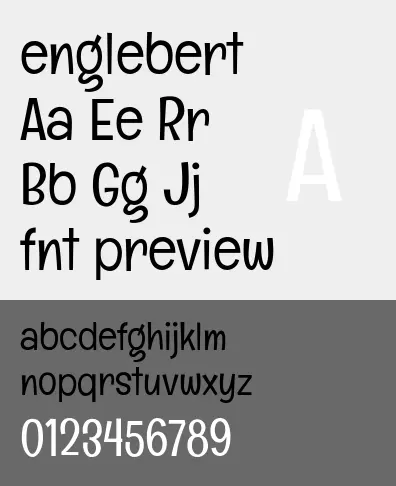 englebert
Aa Ee Rr
A
Bb Gg Jj
fnt preview
abcdefghijklm
nopqrstuvwxyz
0123456789